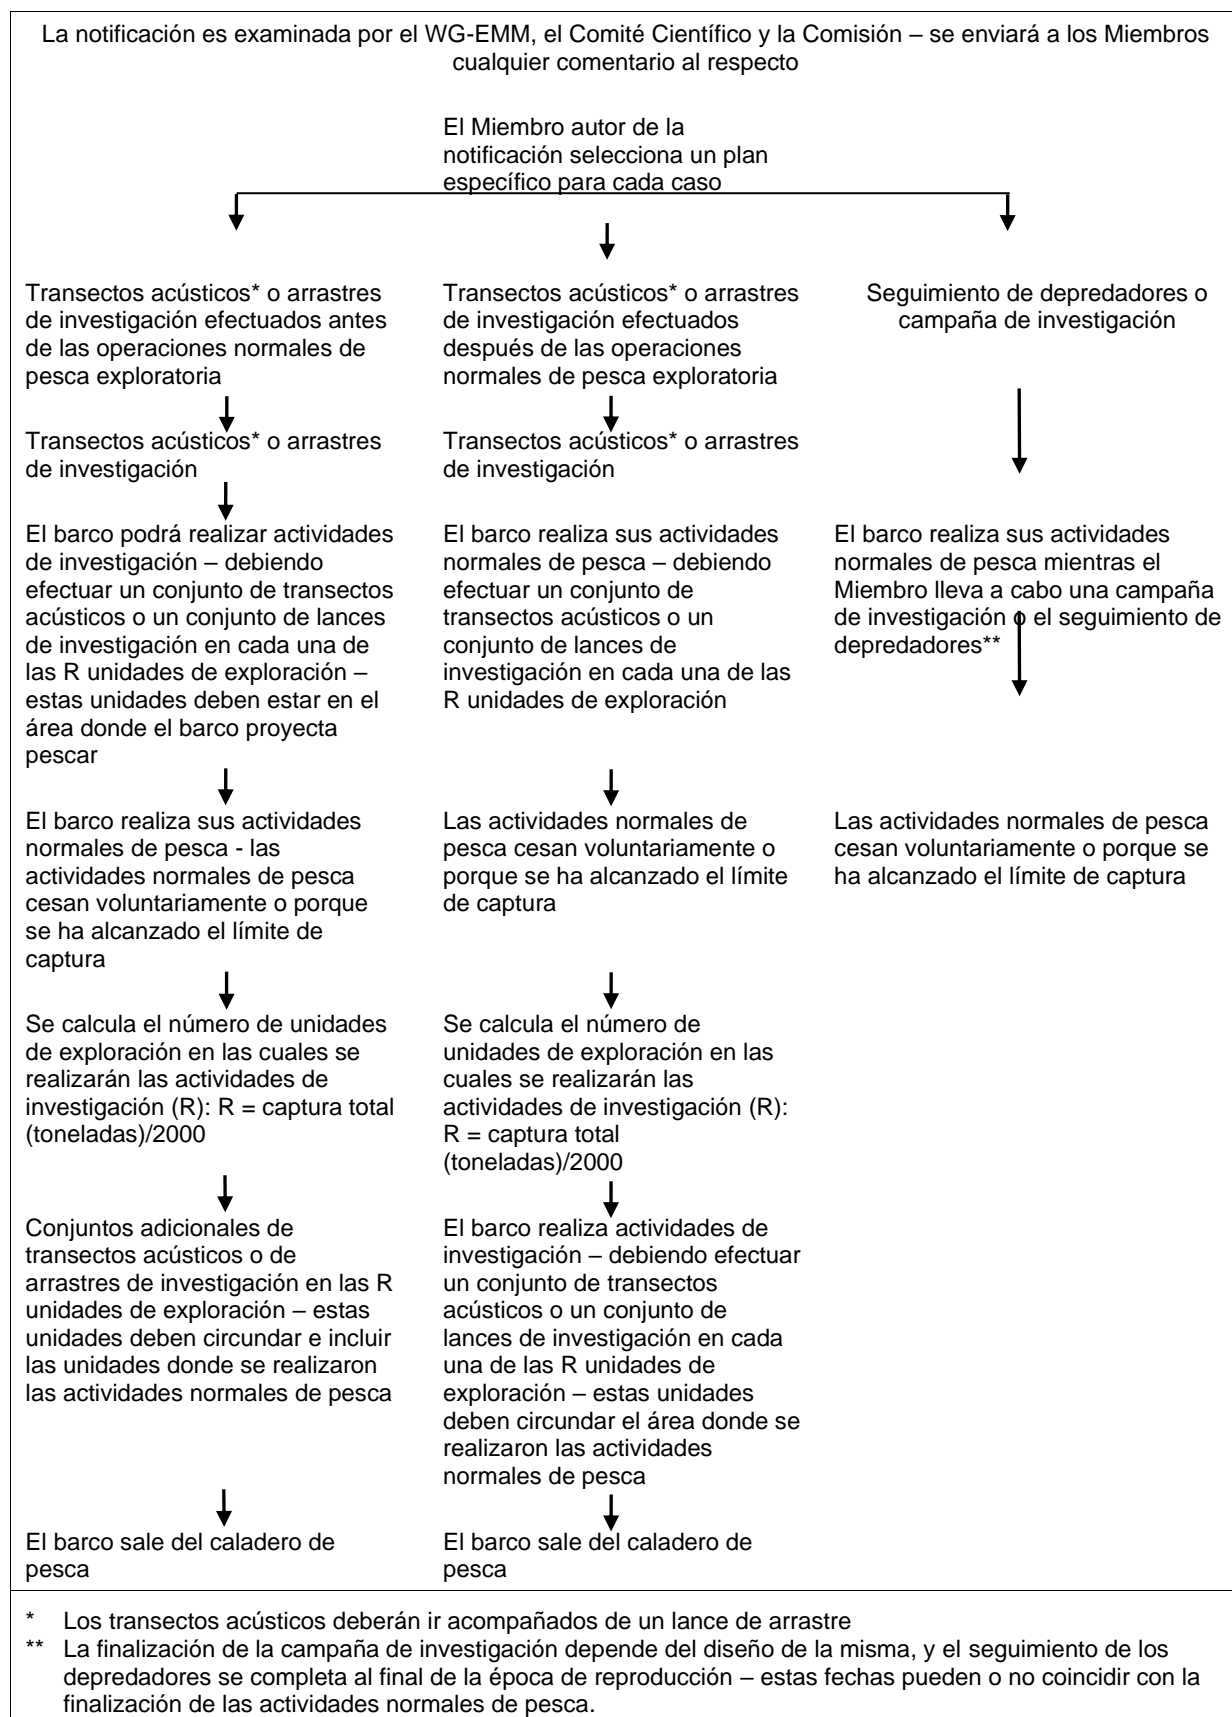 La notificación es examinada por el WG-EMM, el Comité Científico y la Comisión – se enviará a los Miembros
cualquier comentario al respecto
El Miembro autor de la
notificación selecciona un plan
específico para cada caso
Transectos acústicos* o arrastres
de investigación efectuados antes
de las operaciones normales de
pesca exploratoria
Transectos acústicos* o arrastres
de investigación efectuados
después de las operaciones
normales de pesca exploratoria
Seguimiento de depredadores o
campaña de investigación
Transectos acústicos* o arrastres
de investigación
Transectos acústicos* o arrastres
de investigación
El barco podrá realizar actividades
de investigación – debiendo
efectuar un conjunto de transectos
acústicos o un conjunto de lances
de investigación en cada una de
las R unidades de exploración –
estas unidades deben estar en el
área donde el barco proyecta
pescar
El barco realiza sus actividades
normales de pesca – debiendo
efectuar un conjunto de
transectos acústicos o un
conjunto de lances de
investigación en cada una de las
R unidades de exploración
El barco realiza sus actividades
normales de pesca mientras el
Miembro lleva a cabo una campaña
de investigación o el seguimiento de
depredadores**
El barco realiza sus actividades
normales de pesca - las
actividades normales de pesca
cesan voluntariamente o porque
se ha alcanzado el límite de
captura
Las actividades normales de
pesca cesan voluntariamente o
porque se ha alcanzado el límite
de captura
Las actividades normales de pesca
cesan voluntariamente o porque se
ha alcanzado el límite de captura
Se calcula el número de unidades
de exploración en las cuales se
realizarán las actividades de
investigación (R): R = captura total
(toneladas)/2000
Se calcula el número de
unidades de exploración en las
cuales se realizarán las
actividades de investigación (R):
R = captura total
(toneladas)/2000
Conjuntos adicionales de
transectos acústicos o de
arrastres de investigación en las R
unidades de exploración – estas
unidades deben circundar e incluir
las unidades donde se realizaron
las actividades normales de pesca
El barco realiza actividades de
investigación – debiendo efectuar
un conjunto de transectos
acústicos o un conjunto de
lances de investigación en cada
una de las R unidades de
exploración – estas unidades
deben circundar el área donde se
realizaron las actividades
normales de pesca
El barco sale del caladero de
pesca
El barco sale del caladero de
pesca
* Los transectos acústicos deberán ir acompañados de un lance de arrastre
** La finalización de la campaña de investigación depende del diseño de la misma, y el seguimiento de los
depredadores se completa al final de la época de reproducción – estas fechas pueden o no coincidir con la
finalización de las actividades normales de pesca.